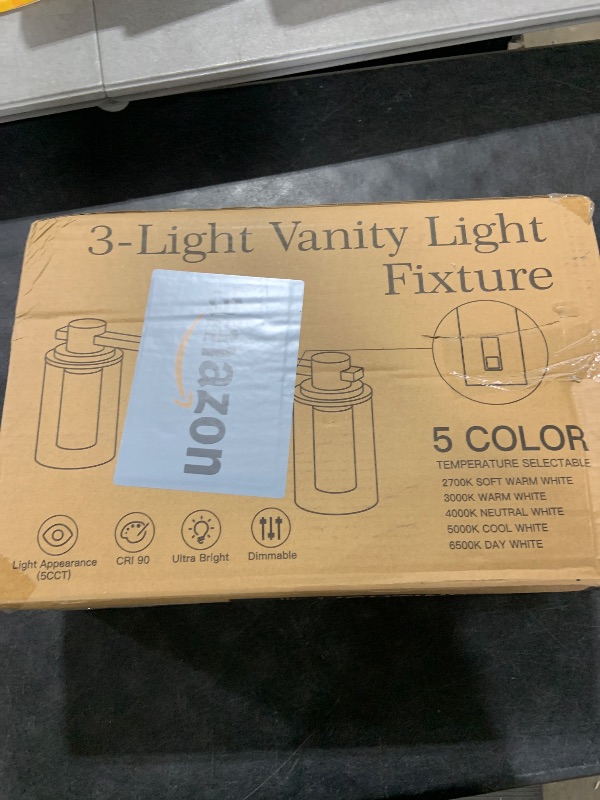 3-Light Vanity Light
Fixture
amazon
5 COLOR
TEMPERATURE SELECTABLE
2700K SOFT WARM WHITE
3000K WARM WHITE
4000K NEUTRAL WHITE
5000K COOL WHITE
6500K DAY WHITE
Light Appearance
(5CCT)
CRI 90
Ultra Bright
Dimmable